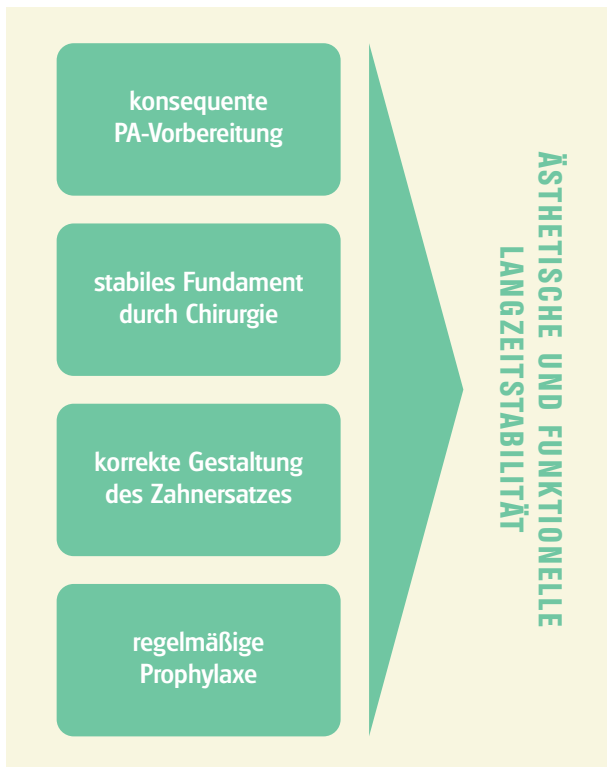 konsequente
PA-Vorbereitung
stabiles Fundament
durch Chirurgie
korrekte Gestaltung
des Zahnersatzes
regelmäßige
Prophylaxe
ÄSTHETISCHE UND FUNKTIONELLE
LANGZEITSTABILITÄT